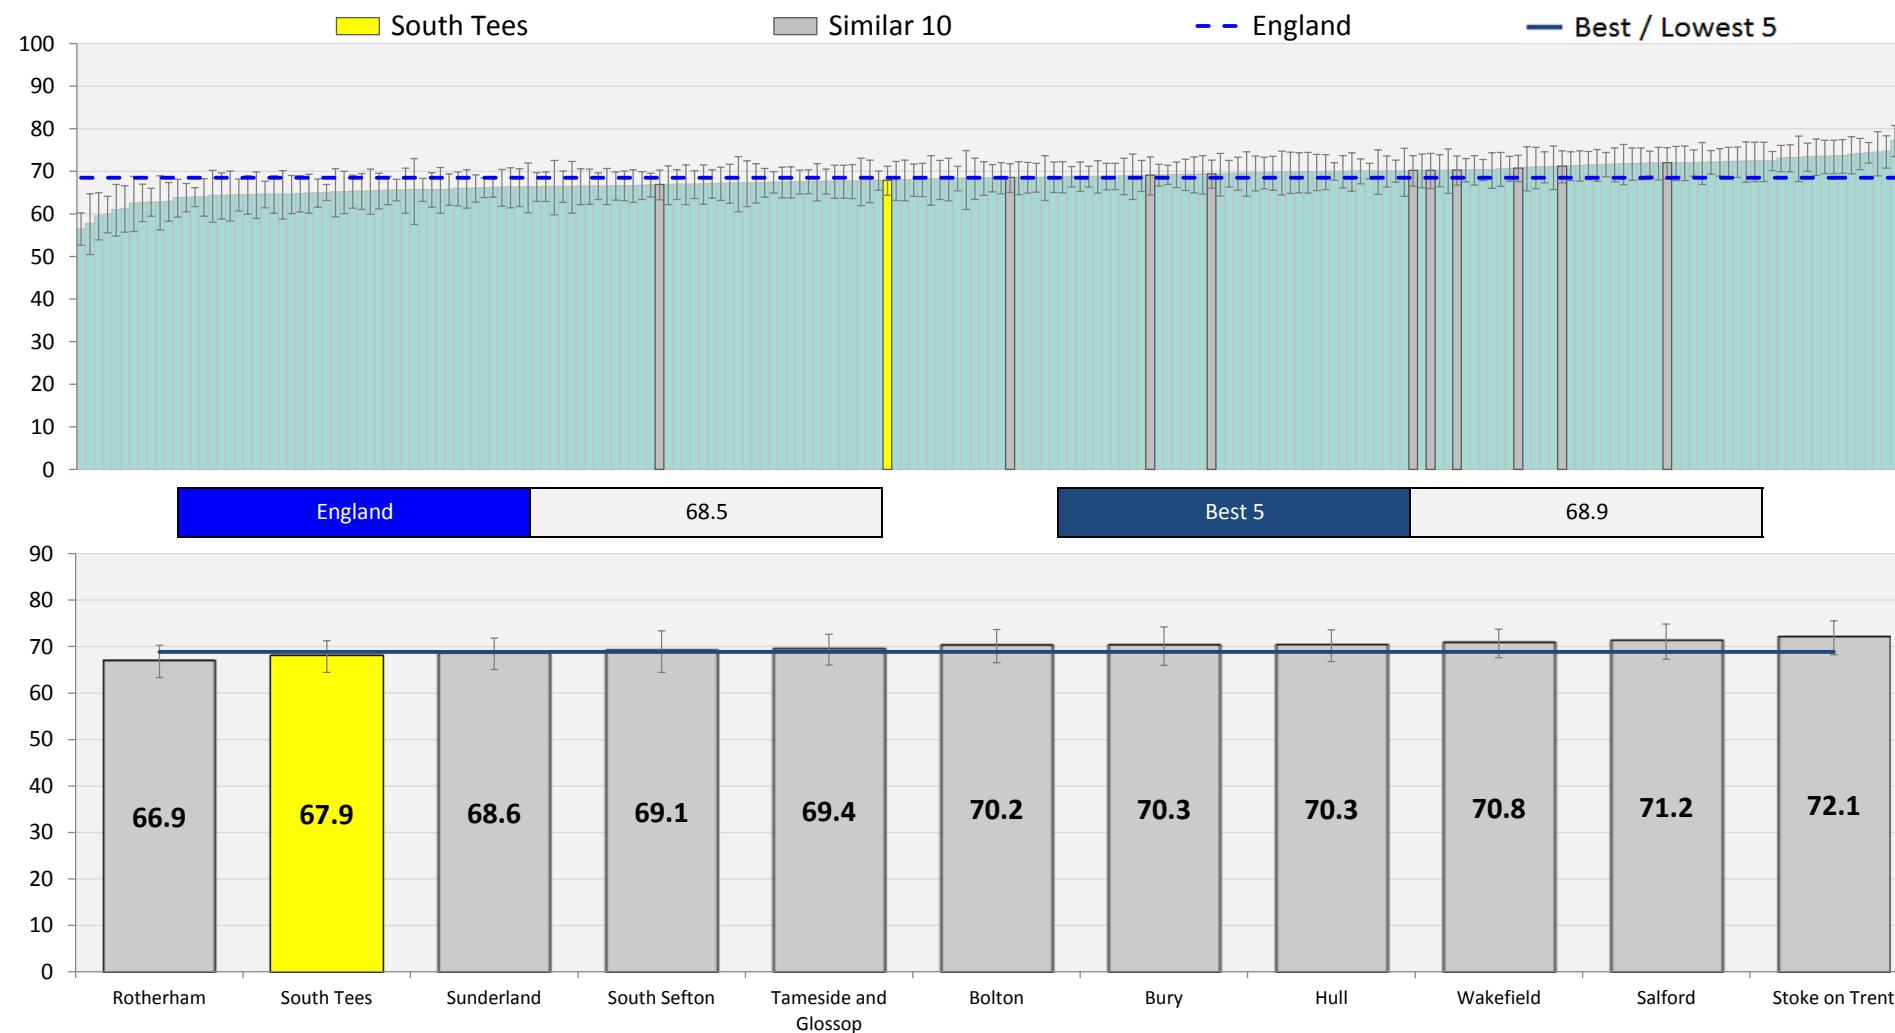 South Tees
Similar 10
England
Best / Lowest 5
100
90
80
70
60
50
40
30
20
10
0
England 68.5
Best 5 68.9
90
80
70
60
50
40
30
20
10
0
66.9 67.9 68.6 69.1 69.4 70.2 70.3 70.3 70.8 71.2 72.1
Rotherham
South Tees
Sunderland
South Sefton
Tameside and
Glossop
Bolton
Bury
Hull
Wakefield
Salford
Stoke on Trent